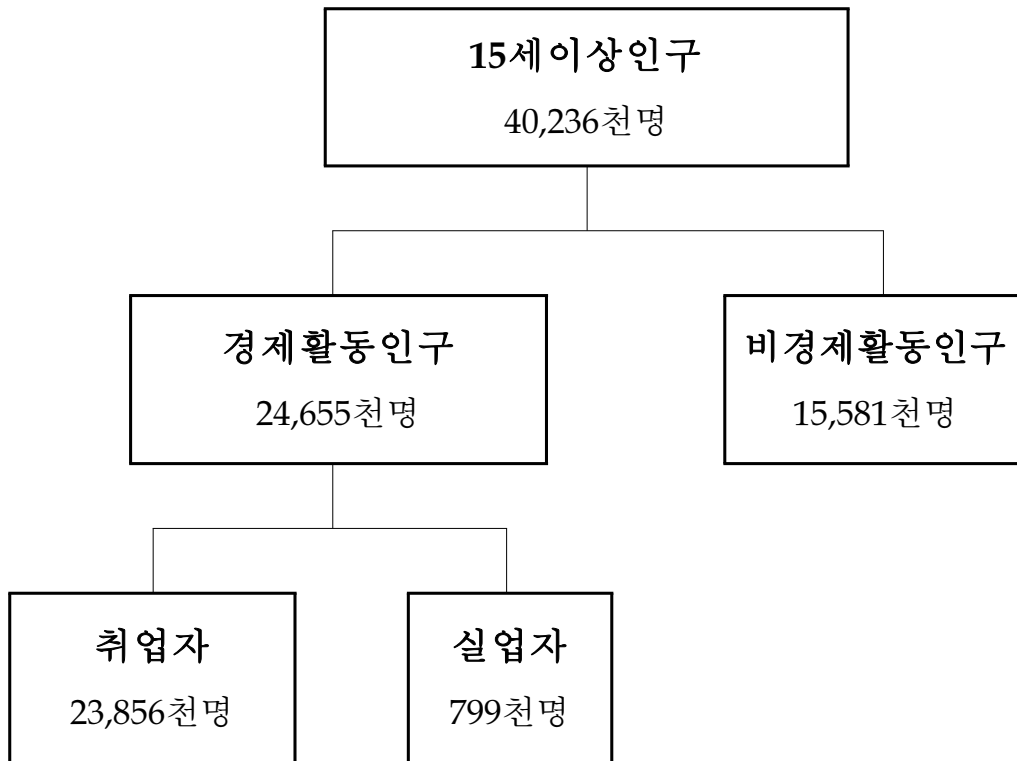 15세이상인구
40,236천명
경제활동인구
24,655천명
비경제활동인구
15,581천명
취업자
23,856천명
실업자
799천명